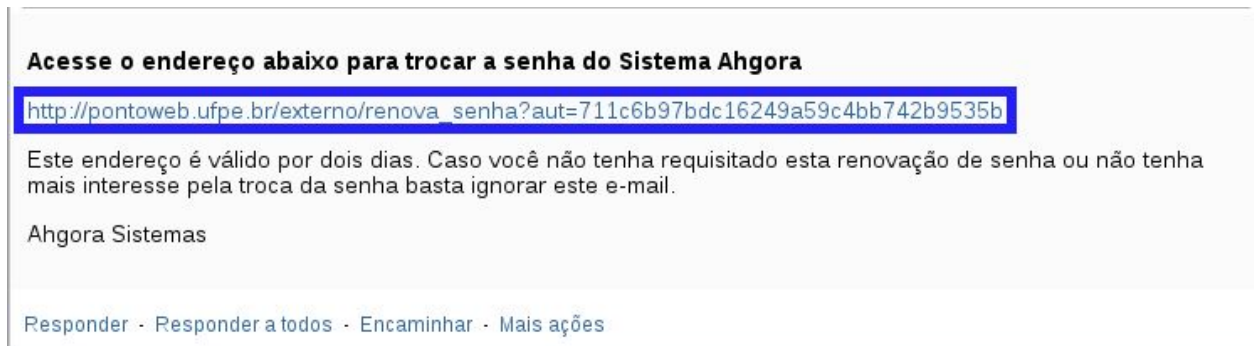 Acesse o endereço abaixo para trocar a senha do Sistema Ahgora
http://pontoweb.ufpe.br/externo/renova_senha?aut=711c6b97bdc16249a59c4bb742b9535b
Este endereço é válido por dois dias. Caso você não tenha requisitado esta renovação de senha ou não tenha
mais interesse pela troca da senha basta ignorar este e-mail.
Ahgora Sistemas
Responder - Responder a todos - Encaminhar - Mais ações